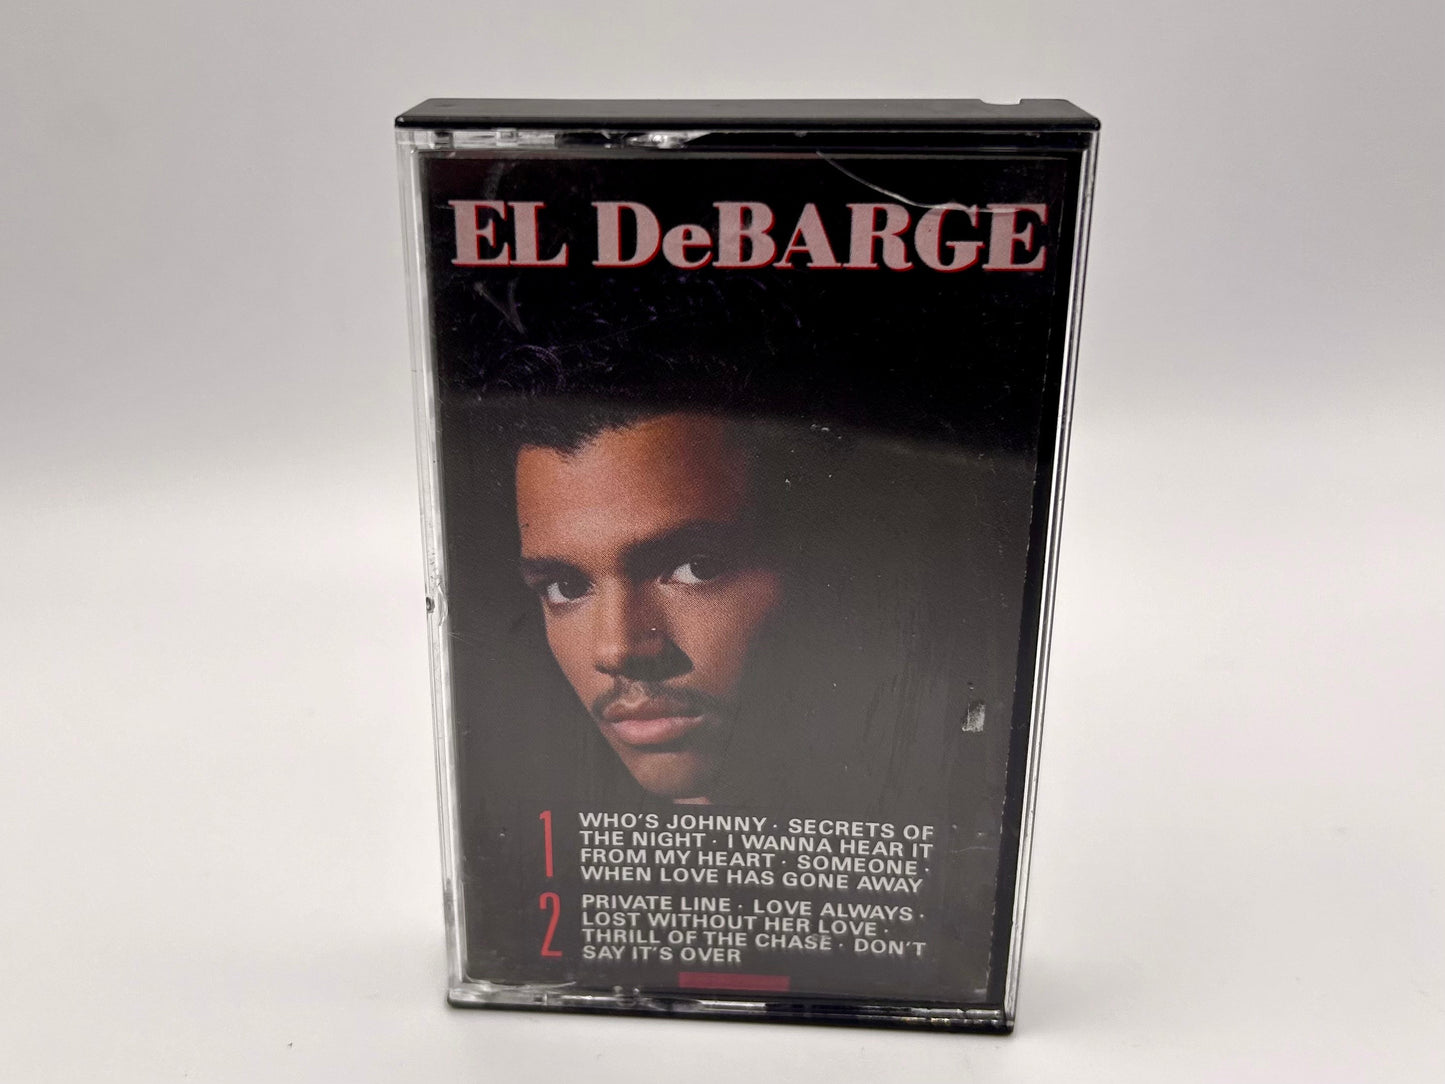 EL DeBARGE
1 WHO'S JOHNNY · SECRETS OF
THE NIGHT · I WANNA HEAR IT
FROM MY HEART · SOMEONE ·
WHEN LOVE HAS GONE AWAY
2 PRIVATE LINE · LOVE ALWAYS ·
LOST WITHOUT HER LOVE ·
THRILL OF THE CHASE · DON'T
SAY IT'S OVER